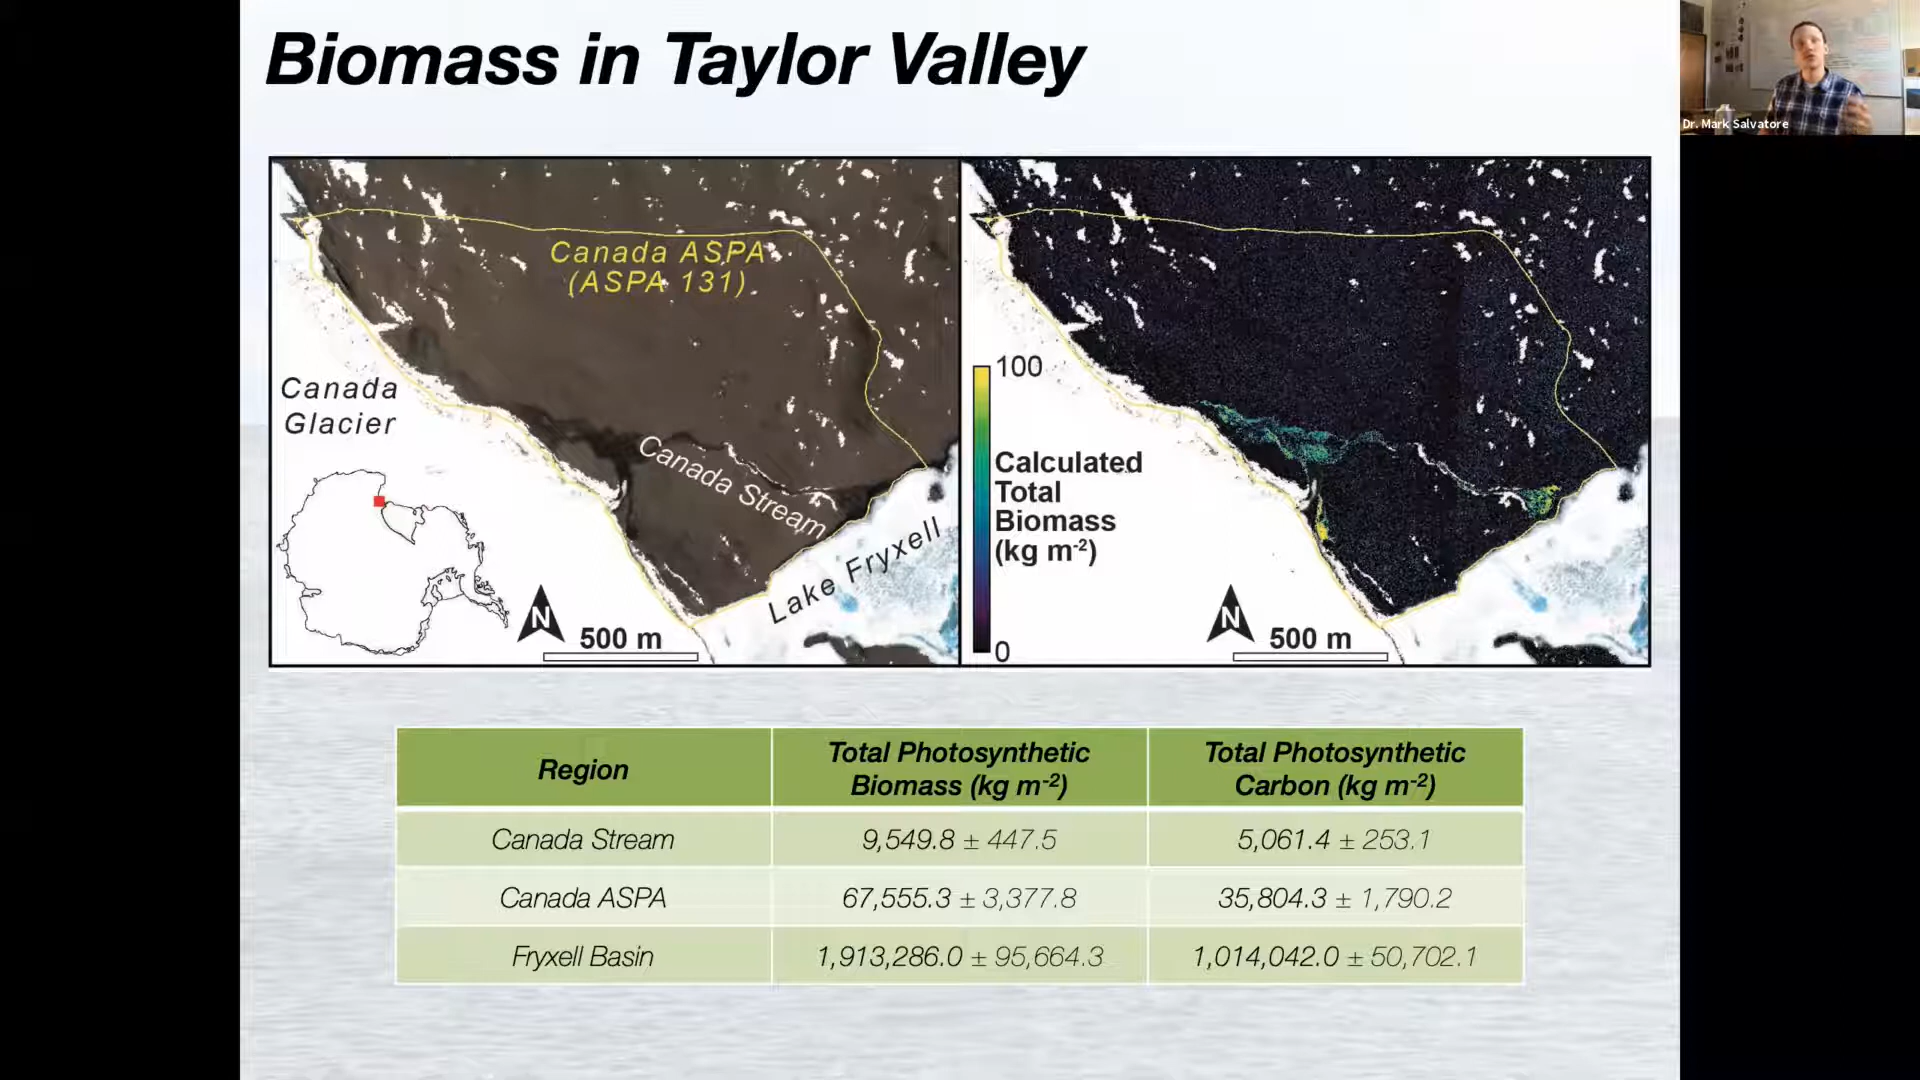 Biomass in Taylor Valley
Dr. Mark Salvatore
Canada ASPA
(ASPA 131)
Canada
Glacier
Canada Stream
Lake Fryxell
N
500 m
100
Calculated
Total
Biomass
(kg m-2)
0
N
500 m
Region
Total Photosynthetic
Biomass (kg m-2)
Total Photosynthetic
Carbon (kg m-2)
Canada Stream
9,549.8 ± 447.5
5,061.4 ± 253.1
Canada ASPA
67,555.3 ± 3,377.8
35,804.3 ± 1,790.2
Fryxell Basin
1,913,286.0 ± 95,664.3
1,014,042.0 ± 50,702.1